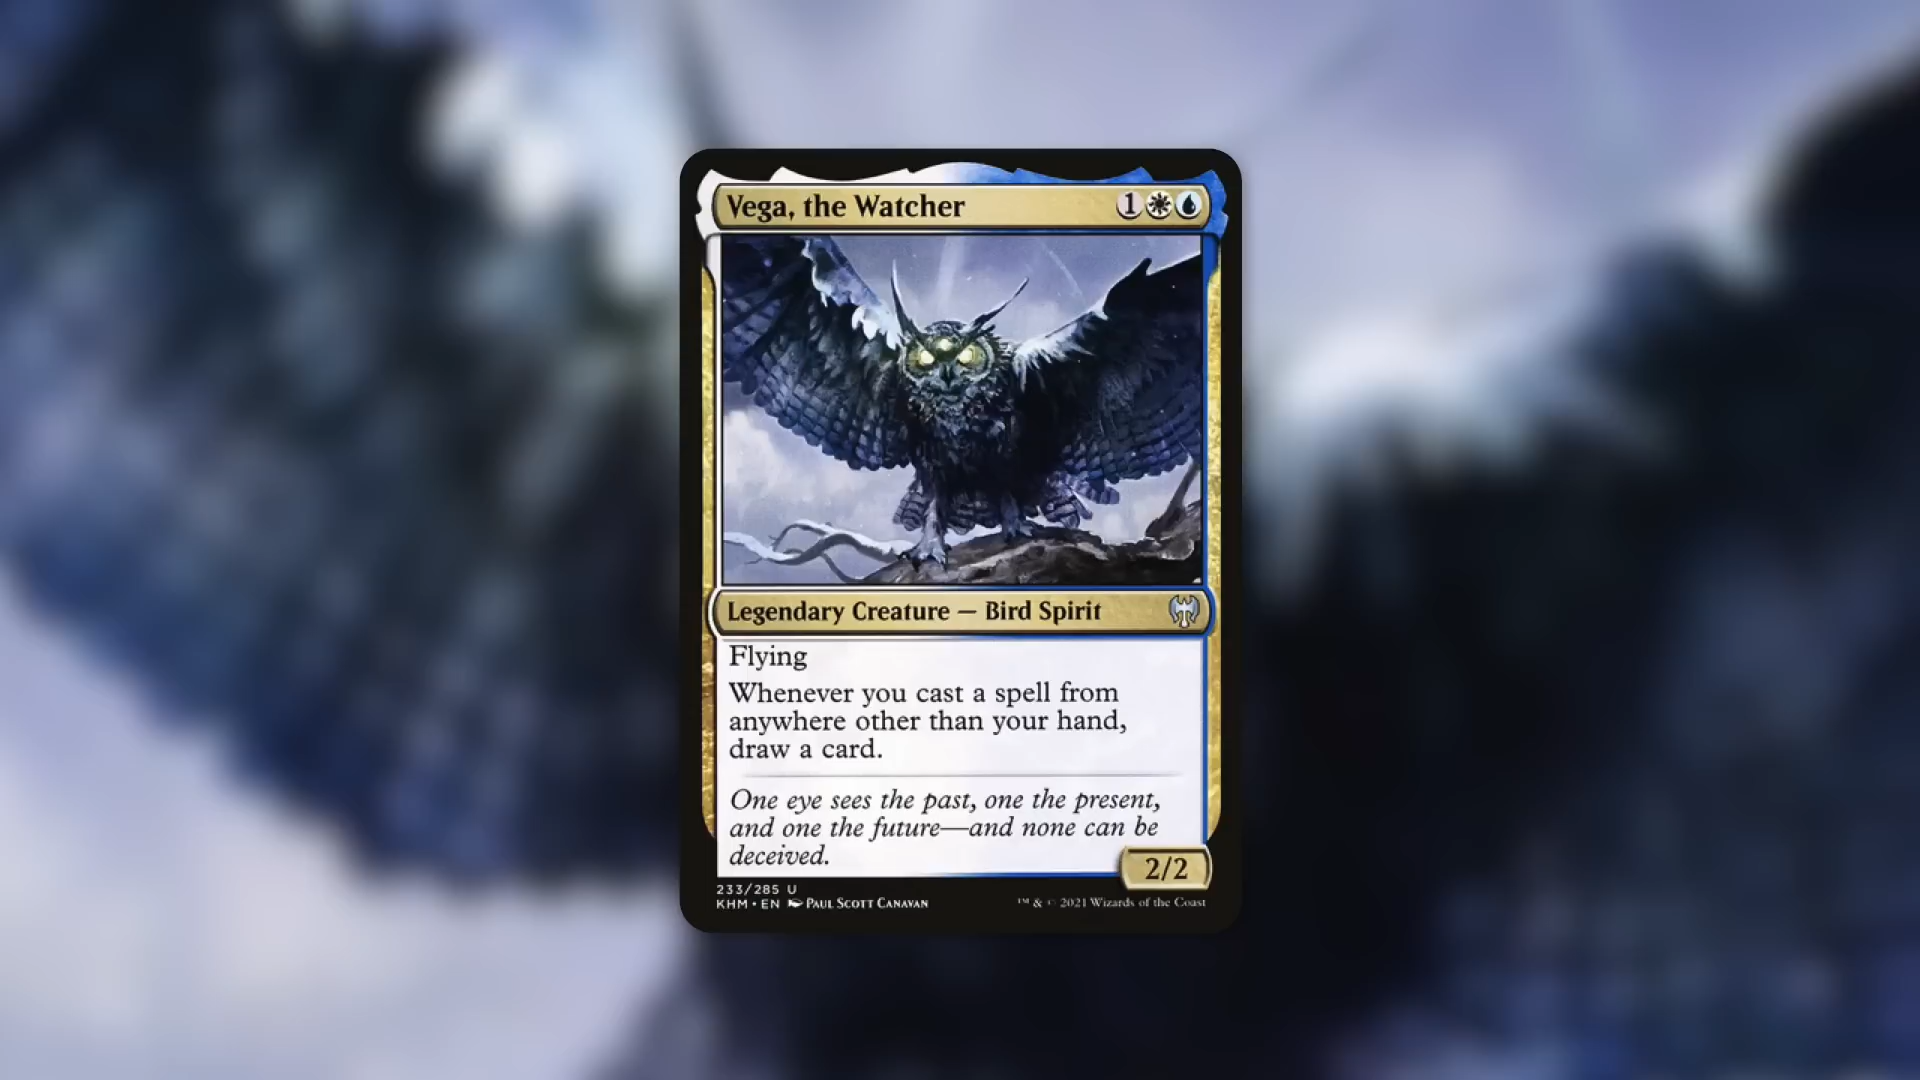 Vega, the Watcher 1
Legendary Creature — Bird Spirit
Flying
Whenever you cast a spell from
anywhere other than your hand,
draw a card.
One eye sees the past, one the present,
and one the future—and none can be
deceived.
2/2
233/285 U
KHM • EN Paul Scott Canavan
™ & © 2021 Wizards of the Coast